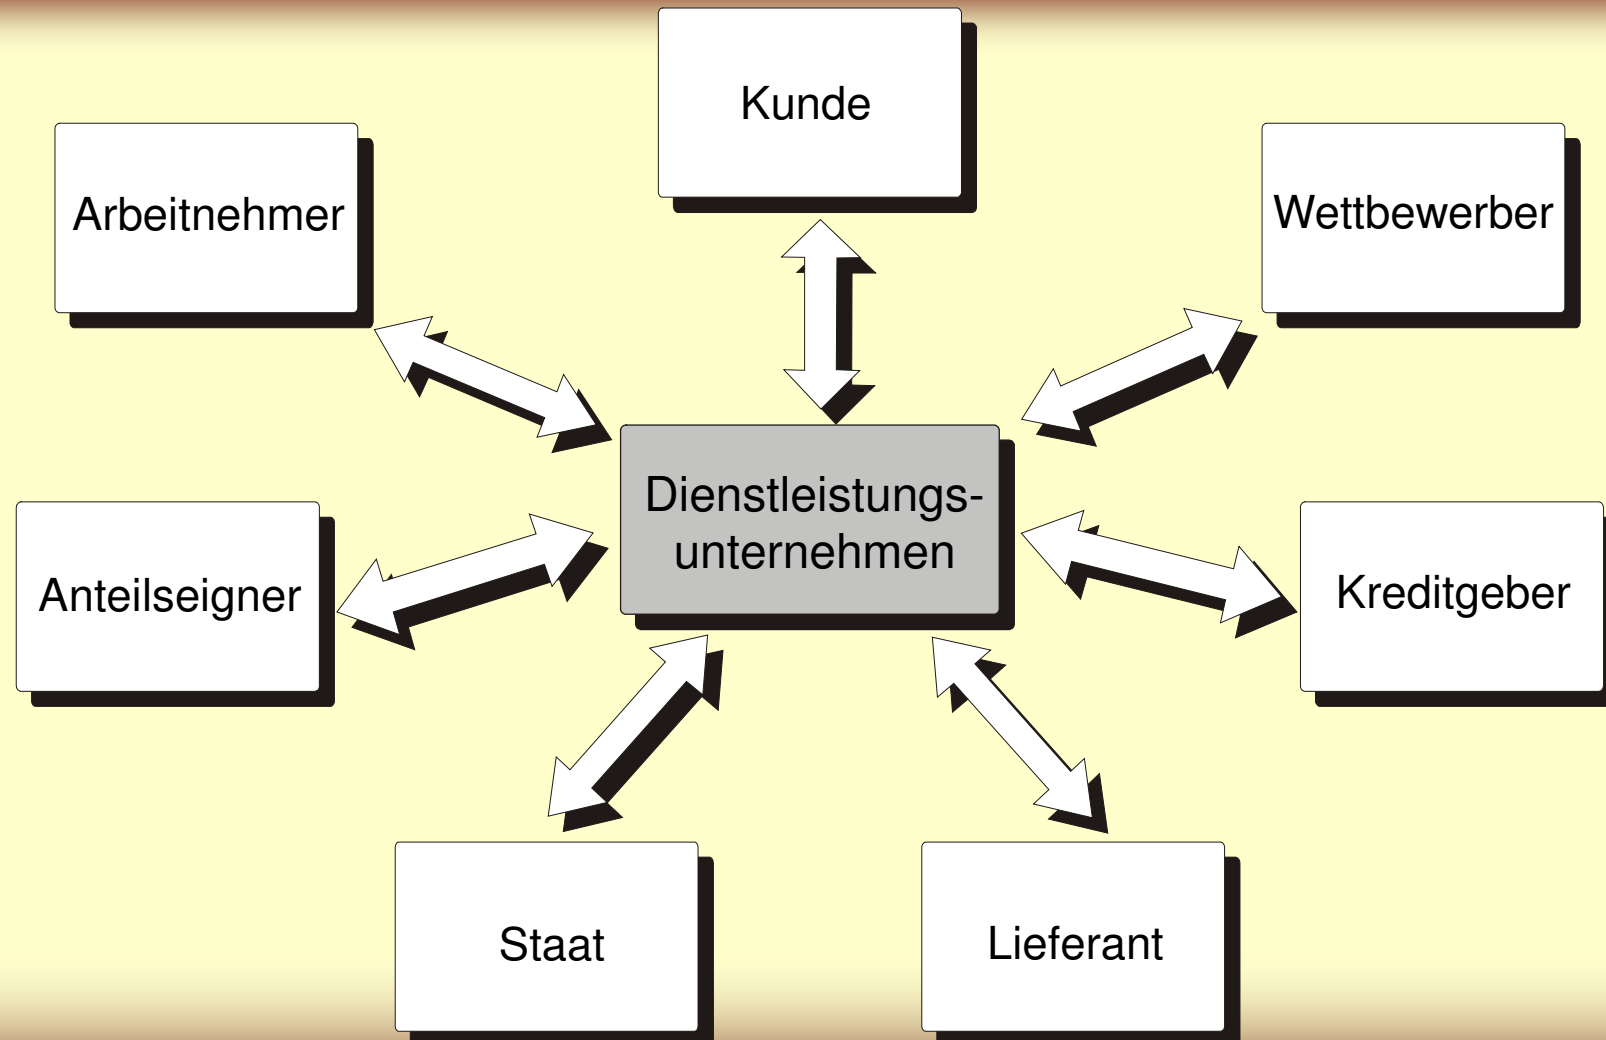 Kunde
Arbeitnehmer
Wettbewerber
Dienstleistungs-
unternehmen
Anteilseigner
Kreditgeber
Staat
Lieferant